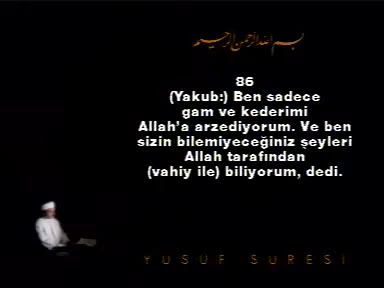 بسم الله الرحمن الرحيم
86
(Yakub:) Ben sadece
gam ve kederimi
Allah'a arzediyorum. Ve ben
sizin bilemiyeceğiniz şeyleri
Allah tarafından
(vahiy ile) biliyorum, dedi.
YUSUF SURESİ